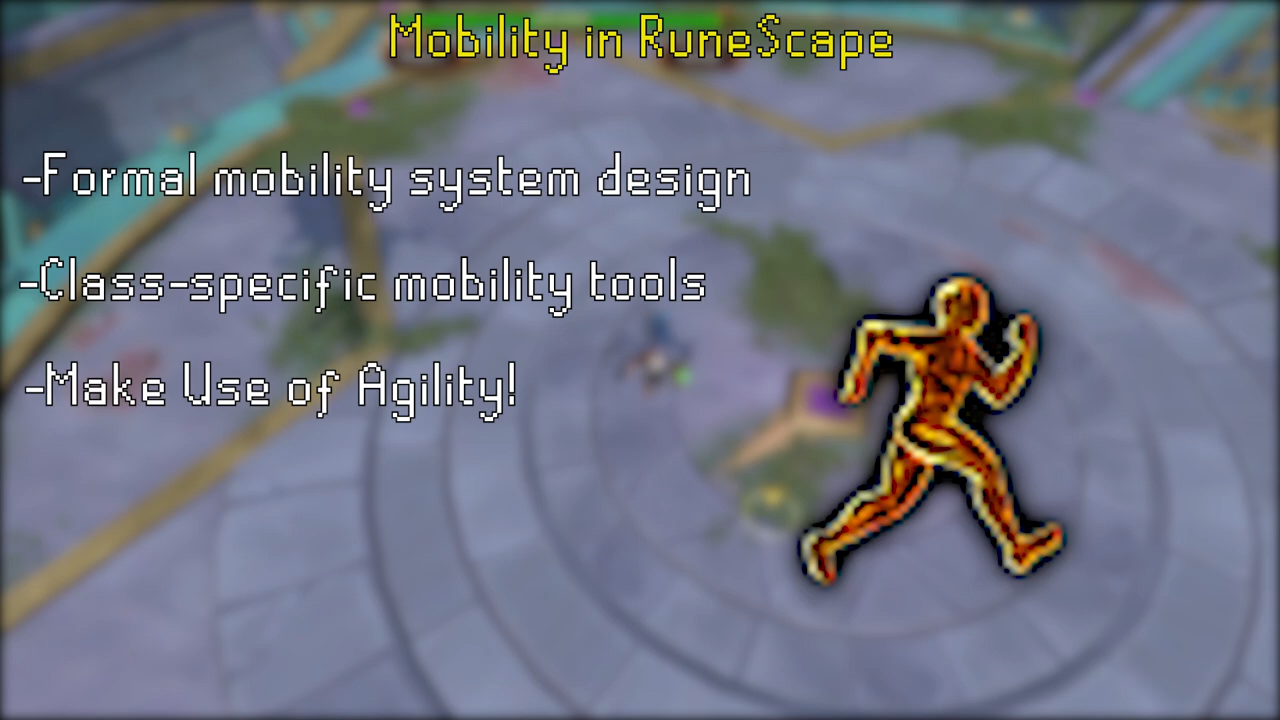 Mobility in RuneScape
-Formal mobility system design
-Class-specific mobility tools
-Make Use of Agility!